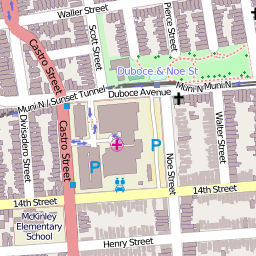 Waller Street
Castro Street
Scott Street
Pierce Street
Duboce & Noe St
Muni N / Sunset Tunnel
Duboce Avenue
Muni N
Muni N
Divisadero Street
Castro Street
P
P
Noe Street
Walter Street
14th Street
14th Street
McKinley
Elementary
School
Henry Street